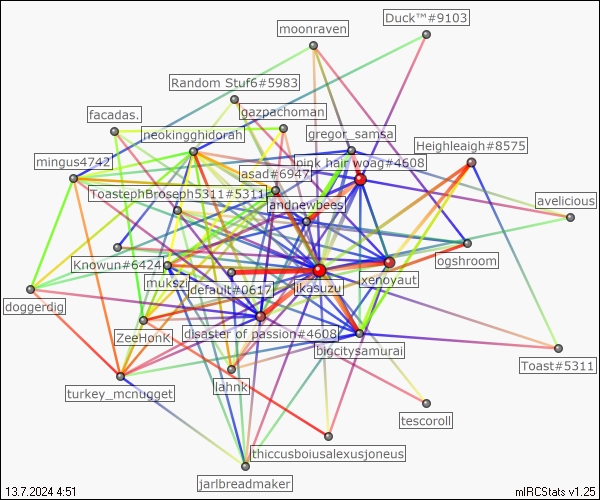 Duck™#9103
moonraven
Random Stuf6#5983
facadas.
gazpachoman
neokingghidorah
gregor_samsa
Heighleaigh#8575
mingus4742
pink hair woag#4608
lasad#6947
ToastephBroseph5311#5311
andnewbees
avelicious
Knowun#6424
mukszi
default#0617
jikasuzu
xenoyaut
ogshroom
doggerdig
ZeeHonK
disaster of passion#4608
bigcitysamurai
Toast#5311
lahnk
turkey_mcnugget
tescoroll
thiccusboiusalexusjoneus
jarlbreadmaker
13.7.2024 4:51
mIRCStats v1.25